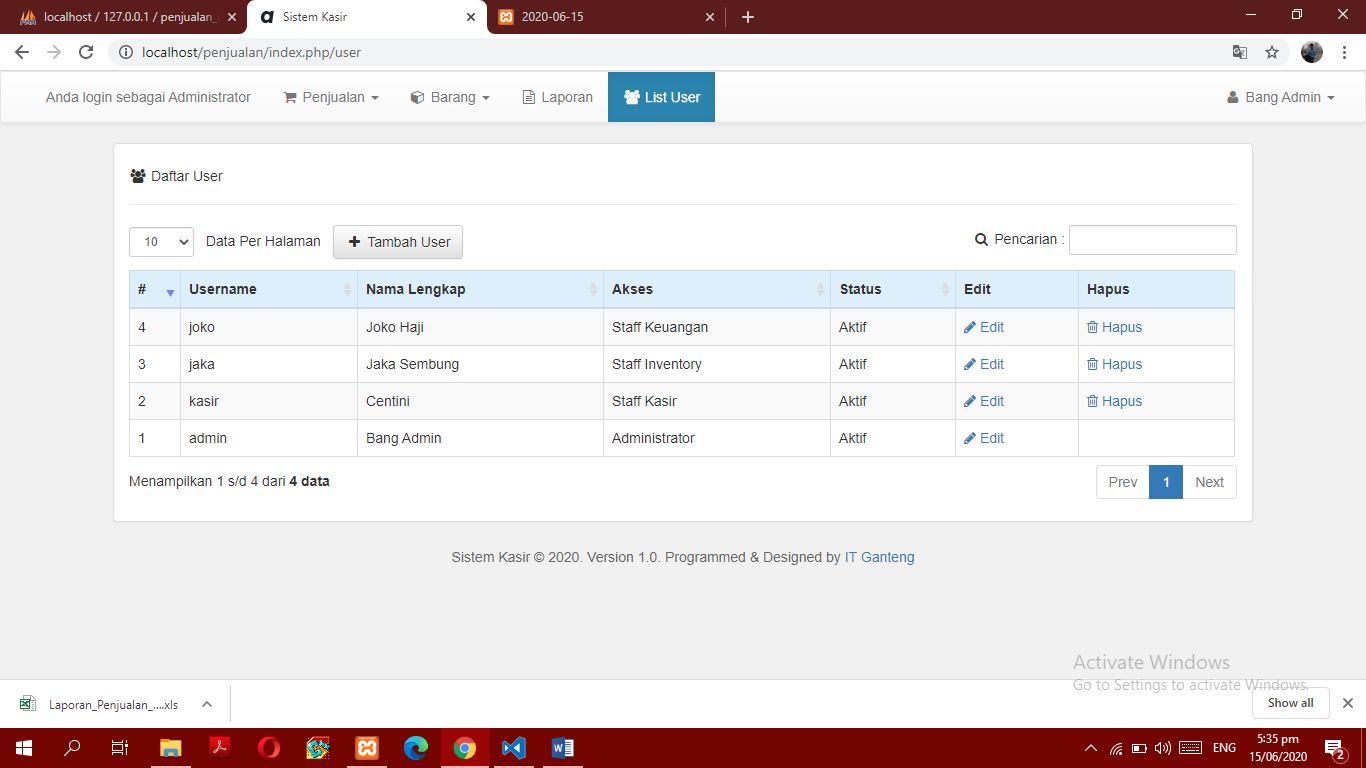 localhost / 127.0.0.1 / penjualan_
Sistem Kasir
2020-06-15
localhost/penjualan/index.php/user
Anda login sebagai Administrator Penjualan Barang Laporan List User Bang Admin
Daftar User
10 Data Per Halaman Tambah User Pencarian :
# Username Nama Lengkap Akses Status Edit Hapus
4 joko Joko Haji Staff Keuangan Aktif Edit Hapus
3 jaka Jaka Sembung Staff Inventory Aktif Edit Hapus
2 kasir Centini Staff Kasir Aktif Edit Hapus
1 admin Bang Admin Administrator Aktif Edit
Menampilkan 1 s/d 4 dari 4 data Prev 1 Next
Sistem Kasir © 2020. Version 1.0. Programmed & Designed by IT Ganteng
Activate Windows
Go to Settings to activate Windows.
Laporan_Penjualan_....xls Show all
ENG
5:35 pm
15/06/2020
2